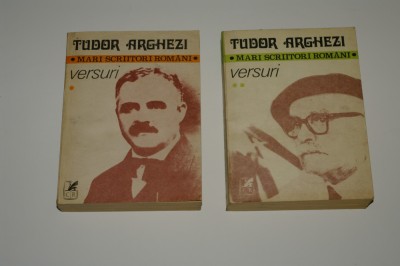 TUDOR ARGHEZI
• MARI SCRIITORI ROMÂNI •
versuri
*
TUDOR ARGHEZI
• MARI SCRIITORI ROMÂNI •
versuri
**